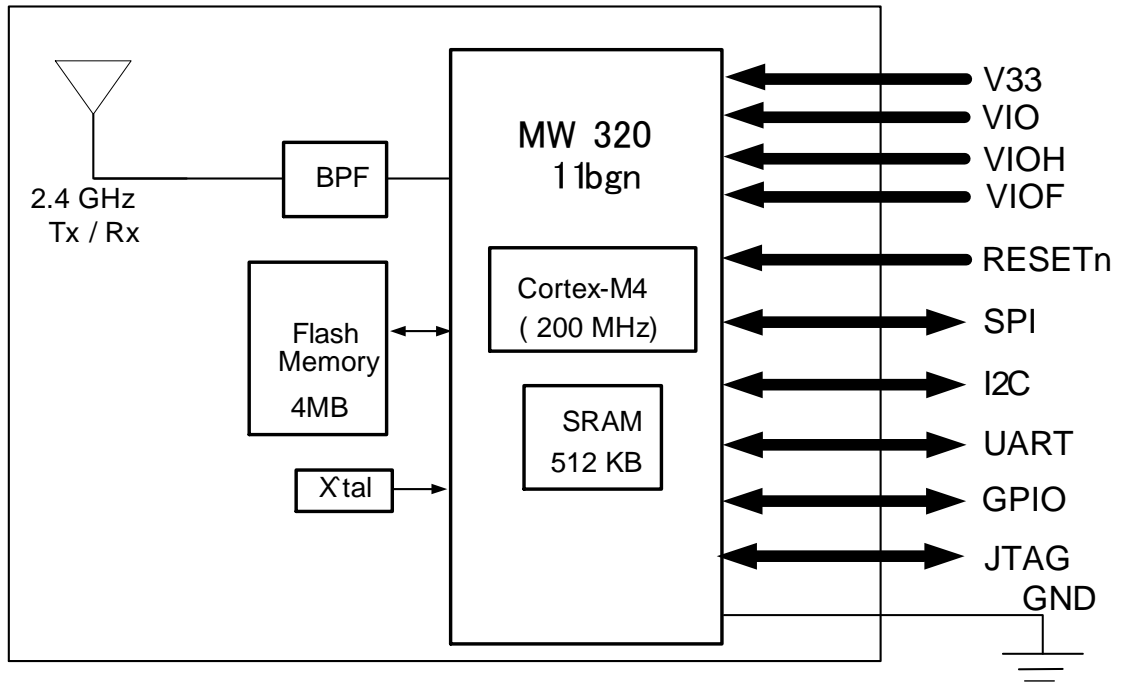 2.4 GHz
Tx / Rx
BPF
Flash
Memory
4MB
X`tal
MW 320
11bgn
Cortex-M4
( 200 MHz)
SRAM
512 KB
V33
VIO
VIOH
VIOF
RESETn
SPI
I2C
UART
GPIO
JTAG
GND